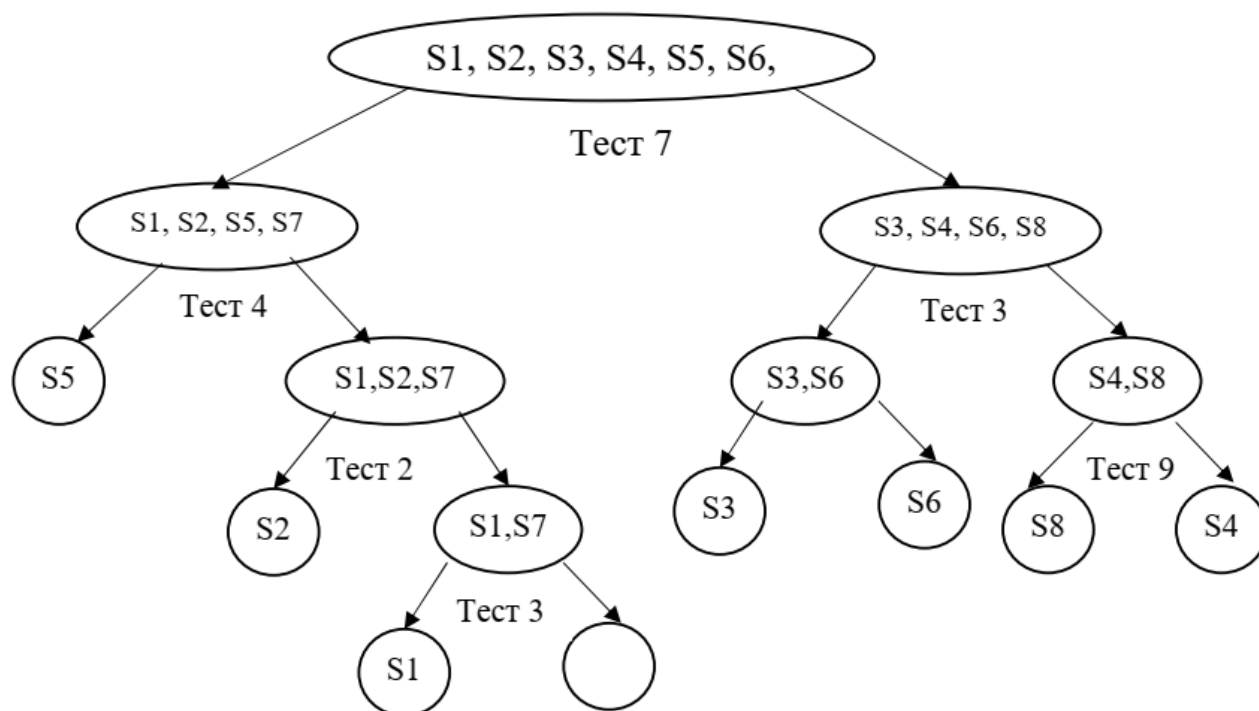 S1, S2, S3, S4, S5, S6,
Тест 7
S1, S2, S5, S7
S3, S4, S6, S8
Тест 4
Тест 3
S5
S1,S2,S7
S3,S6
S4,S8
Тест 2
Тест 9
S2
S1,S7
S3
S6
S8
S4
Тест 3
S1